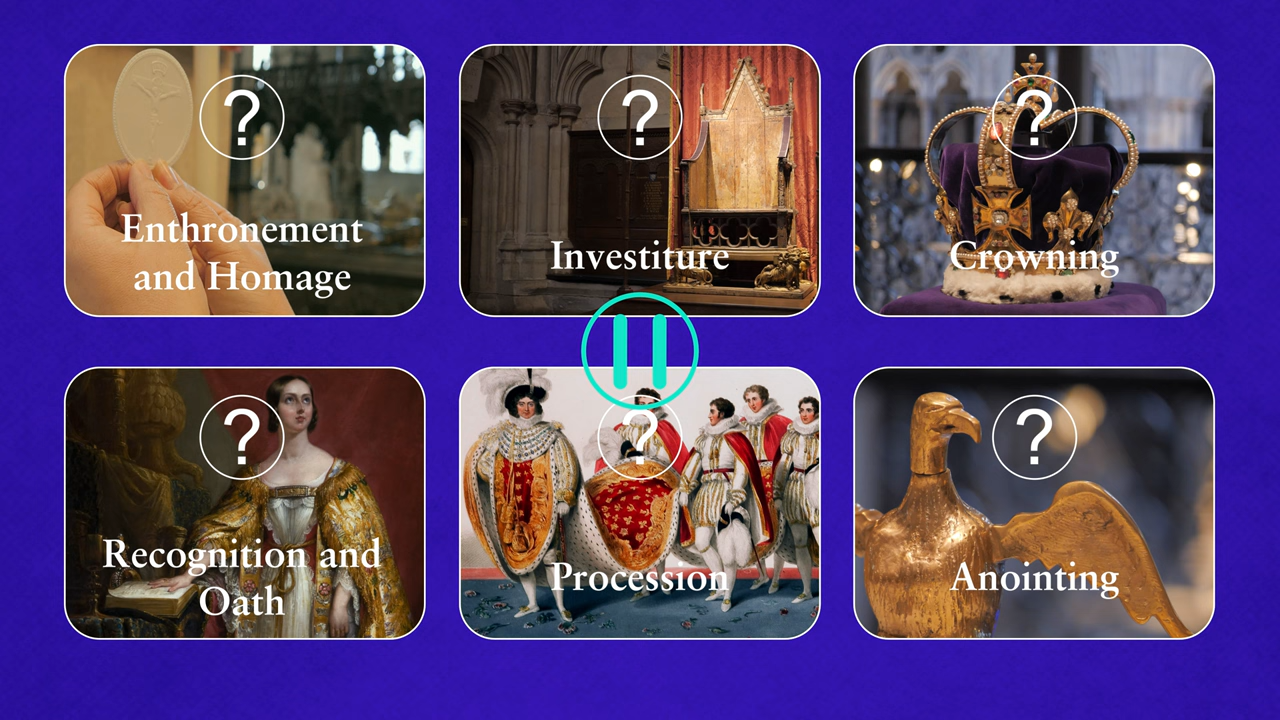 ?
?
?
Enthronement
and Homage
Investiture
Crowning
?
?
?
Recognition and
Oath
Procession
Anointing